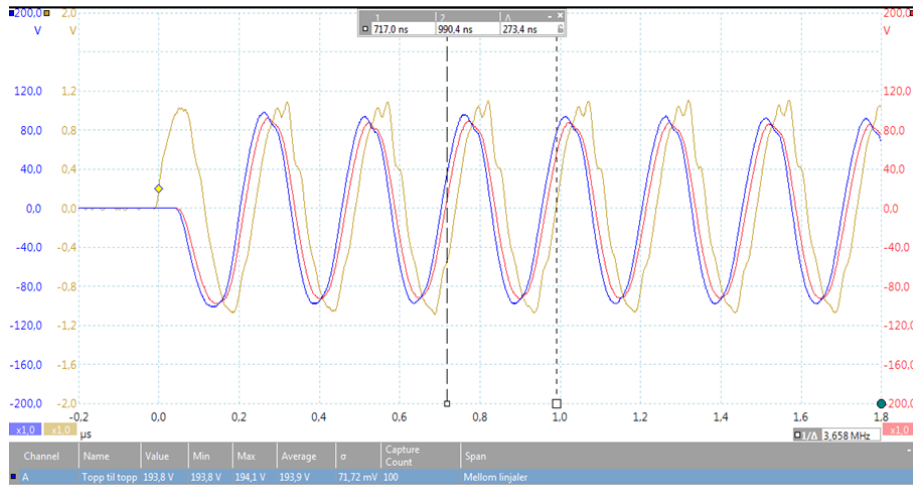 200.0 2.0 1 2 Δ 200.0
V V 717,0 ns 990,4 ns 273,4 ns V
120.0 1.2 120.0
80.0 0.8 80.0
40.0 0.4 40.0
0.0 0.0 0.0
-40.0 -0.4 -40.0
-80.0 -0.8 -80.0
-120.0 -1.2 -120.0
-160.0 -1.6 -160.0
-200.0 -2.0 -200.0
-0.2 0.0 0.2 0.4 0.6 0.8 1.0 1.2 1.4 1.6 1.8
x1.0 x1.0 µs 1/Δ 3,658 MHz x1.0
Channel Name Value Min Max Average σ Capture Count Span
A Topp til topp 193,8 V 193,8 V 194,1 V 193,9 V 71,72 mV 100 Mellom linjaler